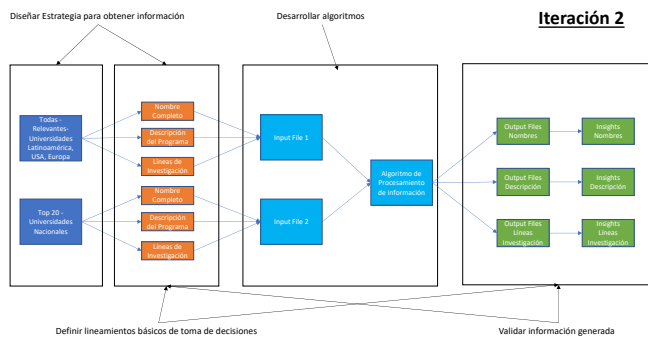 Diseñar Estrategia para obtener información
Desarrollar algoritmos
Iteración 2
Todas -
Relevantes-
Universidades
Latinoamérica,
USA, Europa
Top 20 -
Universidades
Nacionales
Nombre
Completo
Descripción
del Programa
Líneas de
Investigación
Nombre
Completo
Descripción
del Programa
Líneas de
Investigación
Input File 1
Input File 2
Algoritmo de
Procesamiento
de Información
Output Files
Nombres
Insights
Nombres
Output Files
Descripción
Insights
Descripción
Output Files
Líneas
Investigación
Insights
Líneas
Investigación
Definir lineamientos básicos de toma de decisiones
Validar información generada